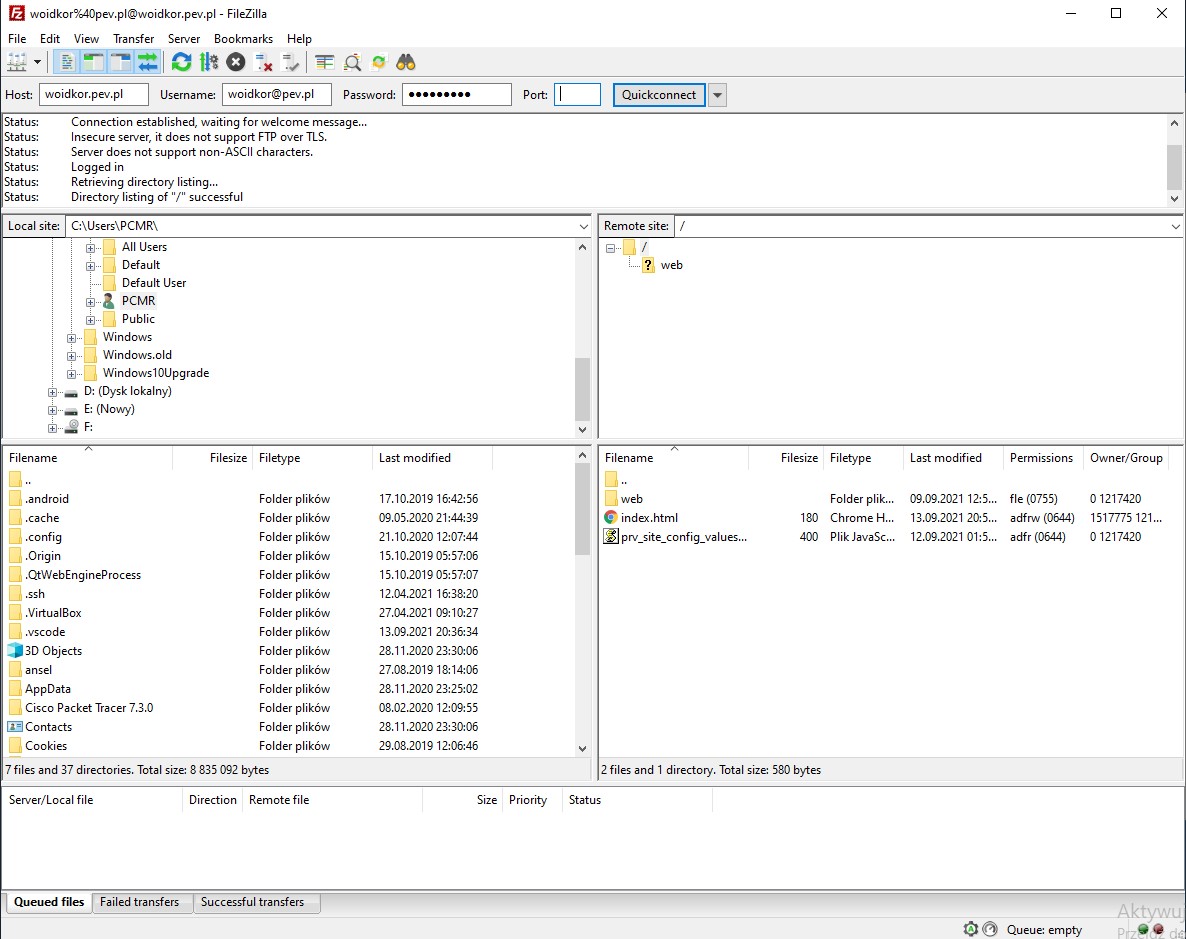 woidkor%40pev.pl@woidkor.pev.pl - FileZilla
File Edit View Transfer Server Bookmarks Help
Host: woidkor.pev.pl Username: woidkor@pev.pl Password: ●●●●●●●●● Port: Quickconnect
Status: Connection established, waiting for welcome message...
Status: Insecure server, it does not support FTP over TLS.
Status: Server does not support non-ASCII characters.
Status: Logged in
Status: Retrieving directory listing...
Status: Directory listing of "/" successful
Local site: C:\Users\PCMR\
All Users
Default
Default User
PCMR
Public
Windows
Windows.old
Windows10Upgrade
D: (Dysk lokalny)
E: (Nowy)
F:
Remote site: /
/
? web
Filename Filesize Filetype Last modified
..
.android Folder plików 17.10.2019 16:42:56
.cache Folder plików 09.05.2020 21:44:39
.config Folder plików 21.10.2020 12:07:44
.Origin Folder plików 15.10.2019 05:57:06
.QtWebEngineProcess Folder plików 15.10.2019 05:57:07
.ssh Folder plików 12.04.2021 16:38:20
.VirtualBox Folder plików 27.04.2021 09:10:27
.vscode Folder plików 13.09.2021 20:36:34
3D Objects Folder plików 28.11.2020 23:30:06
ansel Folder plików 27.08.2019 18:14:06
AppData Folder plików 28.11.2020 23:25:02
Cisco Packet Tracer 7.3.0 Folder plików 08.02.2020 12:09:55
Contacts Folder plików 28.11.2020 23:30:06
Cookies Folder plików 29.08.2019 12:06:46
7 files and 37 directories. Total size: 8 835 092 bytes
Filename Filesize Filetype Last modified Permissions Owner/Group
..
web Folder plik... 09.09.2021 12:5... fle (0755) 0 1217420
index.html 180 Chrome H... 13.09.2021 20:5... adfrw (0644) 1517775 121...
prv_site_config_values... 400 Plik JavaSc... 12.09.2021 01:5... adfr (0644) 0 1217420
2 files and 1 directory. Total size: 580 bytes
Server/Local file Direction Remote file Size Priority Status
Queued files Failed transfers Successful transfers
Aktywuj
Queue: empty